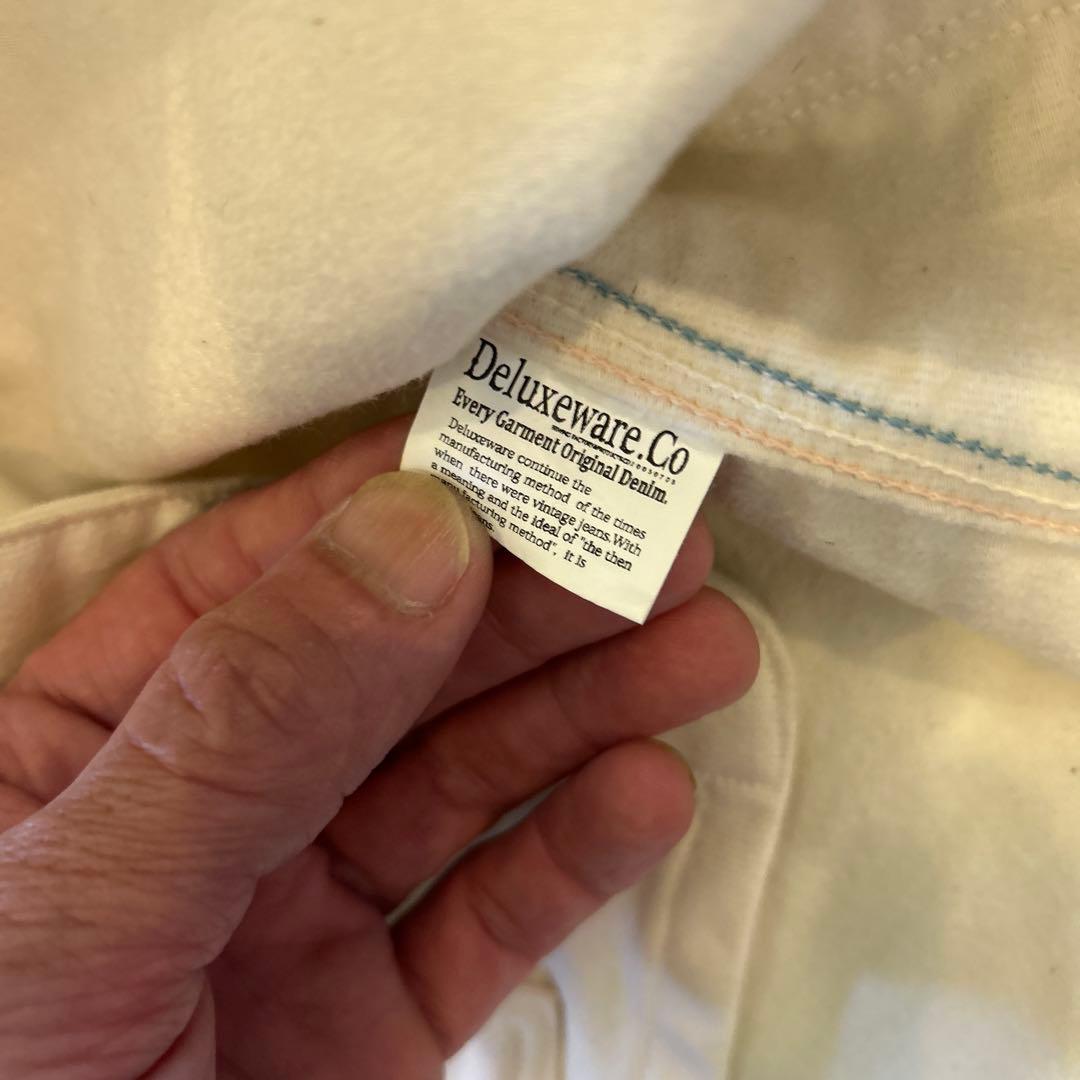 Deluxeware.Co
Every Garment Original Denim.
Deluxeware continue the
manufacturing method of the times
when there were vintage jeans.With
a meaning and the ideal of "the then
facturing method", it is